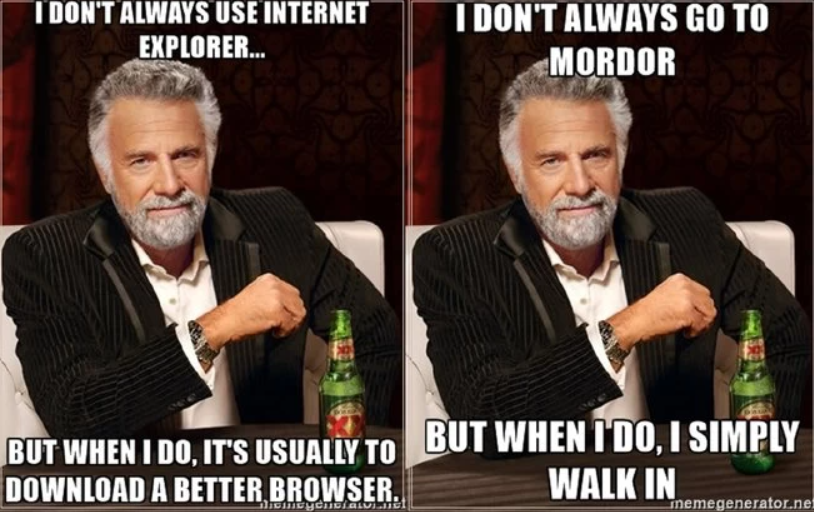 I DON'T ALWAYS USE INTERNET
EXPLORER...
BUT WHEN I DO, IT'S USUALLY TO
DOWNLOAD A BETTER BROWSER.
memegenerator.net
I DON'T ALWAYS GO TO
MORDOR
XX
BUT WHEN I DO, I SIMPLY
WALK IN
memegenerator.net